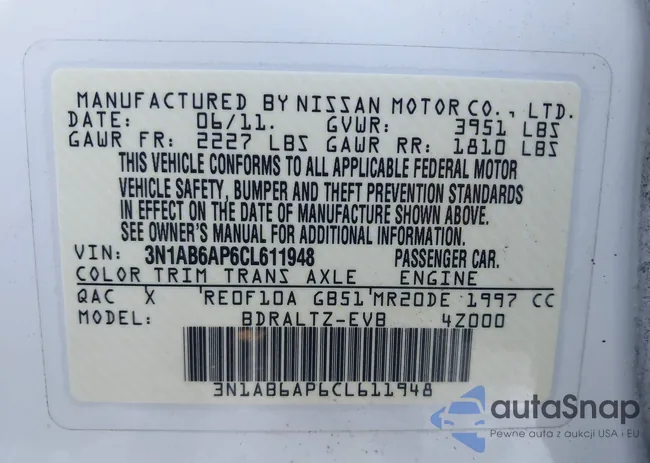 MANUFACTURED BY NISSAN MOTOR CO., LTD.
DATE: 06/11. GVWR: 3951 LBS
GAWR FR: 2227 LBS GAWR RR: 1810 LBS
THIS VEHICLE CONFORMS TO ALL APPLICABLE FEDERAL MOTOR
VEHICLE SAFETY, BUMPER AND THEFT PREVENTION STANDARDS
IN EFFECT ON THE DATE OF MANUFACTURE SHOWN ABOVE.
SEE OWNER'S MANUAL FOR ADDITIONAL INFORMATION.
VIN: 3N1AB6AP6CL611948 PASSENGER CAR.
COLOR TRIM TRANS AXLE ENGINE
QAC X RE0F10A GB51 MR20DE 1997 CC
MODEL: BDRALTZ-EVB 4Z000
3N1AB6AP6CL611948
autoSnap
Pewne auta z aukcji USA i EU